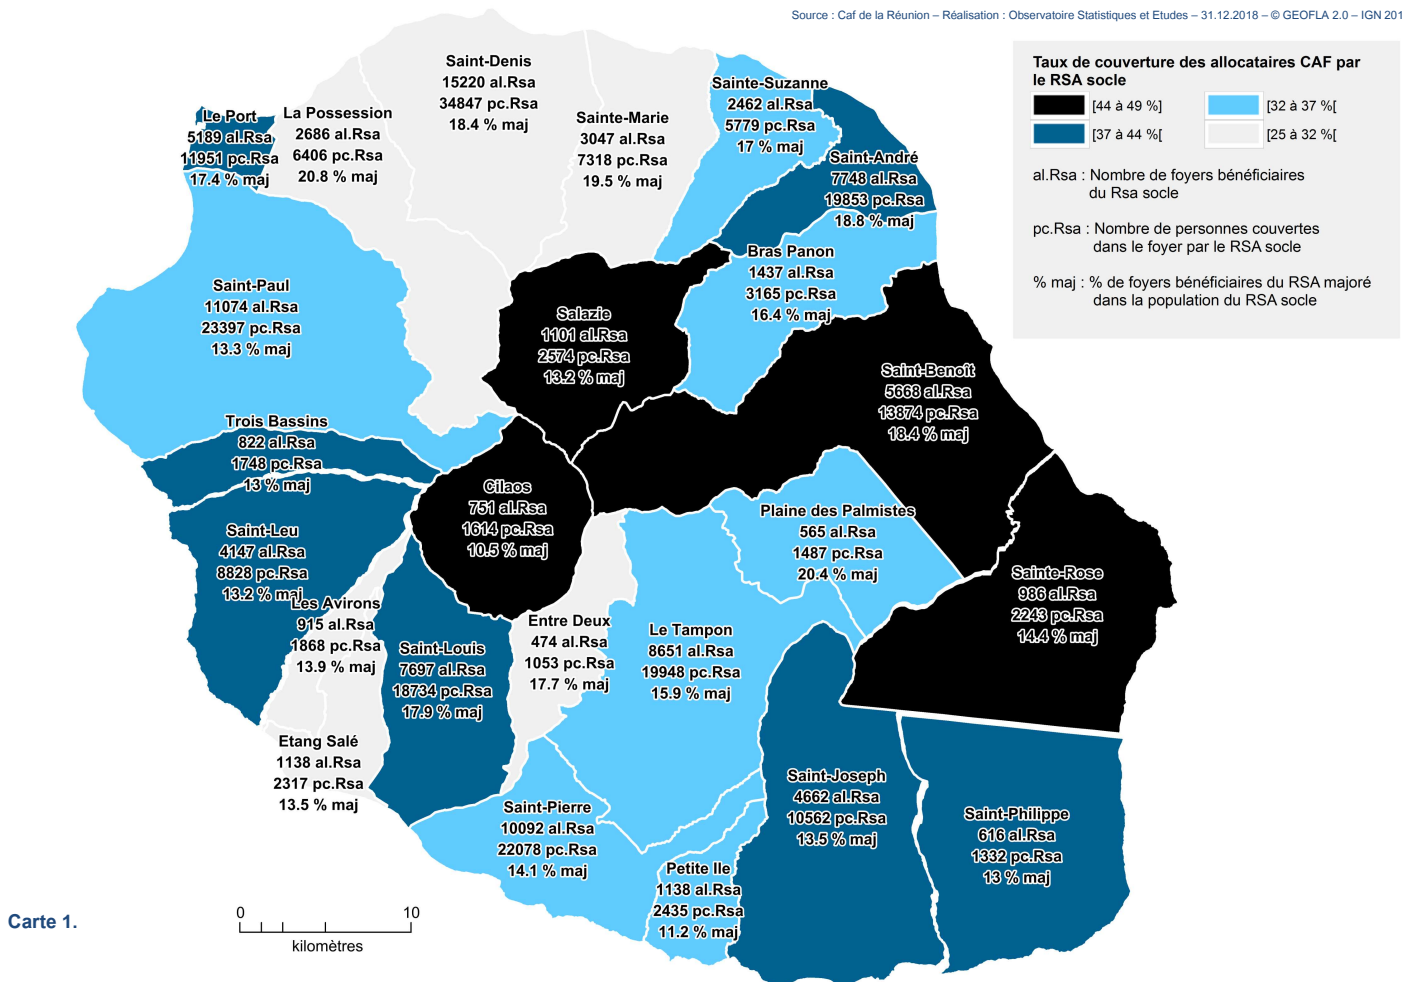 Source : Caf de la Réunion – Réalisation : Observatoire Statistiques et Etudes – 31.12.2018 – © GEOFLA 2.0 – IGN 201
Taux de couverture des allocataires CAF par
le RSA socle
[44 à 49 %]
[32 à 37 %[
[37 à 44 %[
[25 à 32 %[
al.Rsa : Nombre de foyers bénéficiaires
du Rsa socle
pc.Rsa : Nombre de personnes couvertes
dans le foyer par le RSA socle
% maj : % de foyers bénéficiaires du RSA majoré
dans la population du RSA socle
Saint-Denis
15220 al.Rsa
34847 pc.Rsa
18.4 % maj
Le Port
5189 al.Rsa
11951 pc.Rsa
17.4 % maj
La Possession
2686 al.Rsa
6406 pc.Rsa
20.8 % maj
Sainte-Marie
3047 al.Rsa
7318 pc.Rsa
19.5 % maj
Sainte-Suzanne
2462 al.Rsa
5779 pc.Rsa
17 % maj
Saint-André
7748 al.Rsa
19853 pc.Rsa
18.8 % maj
Bras Panon
1437 al.Rsa
3165 pc.Rsa
16.4 % maj
Saint-Paul
11074 al.Rsa
23397 pc.Rsa
13.3 % maj
Salazie
1101 al.Rsa
2574 pc.Rsa
13.2 % maj
Saint-Benoit
5668 al.Rsa
13874 pc.Rsa
18.4 % maj
Trois Bassins
822 al.Rsa
1748 pc.Rsa
13 % maj
Cilaos
751 al.Rsa
1614 pc.Rsa
10.5 % maj
Plaine des Palmistes
565 al.Rsa
1487 pc.Rsa
20.4 % maj
Saint-Leu
4147 al.Rsa
8828 pc.Rsa
13.2 % maj
Sainte-Rose
986 al.Rsa
2243 pc.Rsa
14.4 % maj
Les Avirons
915 al.Rsa
1868 pc.Rsa
13.9 % maj
Entre Deux
474 al.Rsa
1053 pc.Rsa
17.7 % maj
Le Tampon
8651 al.Rsa
19948 pc.Rsa
15.9 % maj
Saint-Louis
7697 al.Rsa
18734 pc.Rsa
17.9 % maj
Etang Salé
1138 al.Rsa
2317 pc.Rsa
13.5 % maj
Saint-Joseph
4662 al.Rsa
10562 pc.Rsa
13.5 % maj
Saint-Pierre
10092 al.Rsa
22078 pc.Rsa
14.1 % maj
Saint-Philippe
616 al.Rsa
1332 pc.Rsa
13 % maj
Petite Ile
1138 al.Rsa
2435 pc.Rsa
11.2 % maj
Carte 1.
0 10
kilomètres